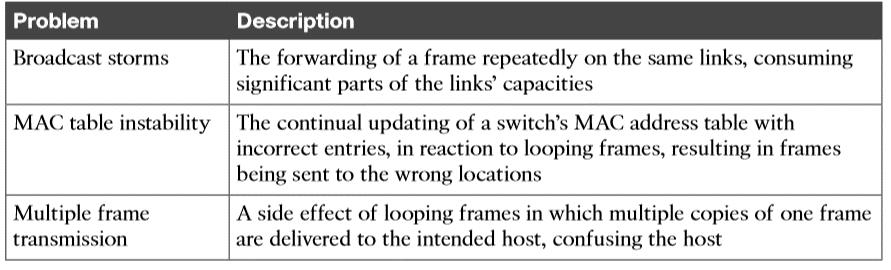 Problem Description
Broadcast storms The forwarding of a frame repeatedly on the same links, consuming
significant parts of the links’ capacities
MAC table instability The continual updating of a switch’s MAC address table with
incorrect entries, in reaction to looping frames, resulting in frames
being sent to the wrong locations
Multiple frame A side effect of looping frames in which multiple copies of one frame
transmission are delivered to the intended host, confusing the host